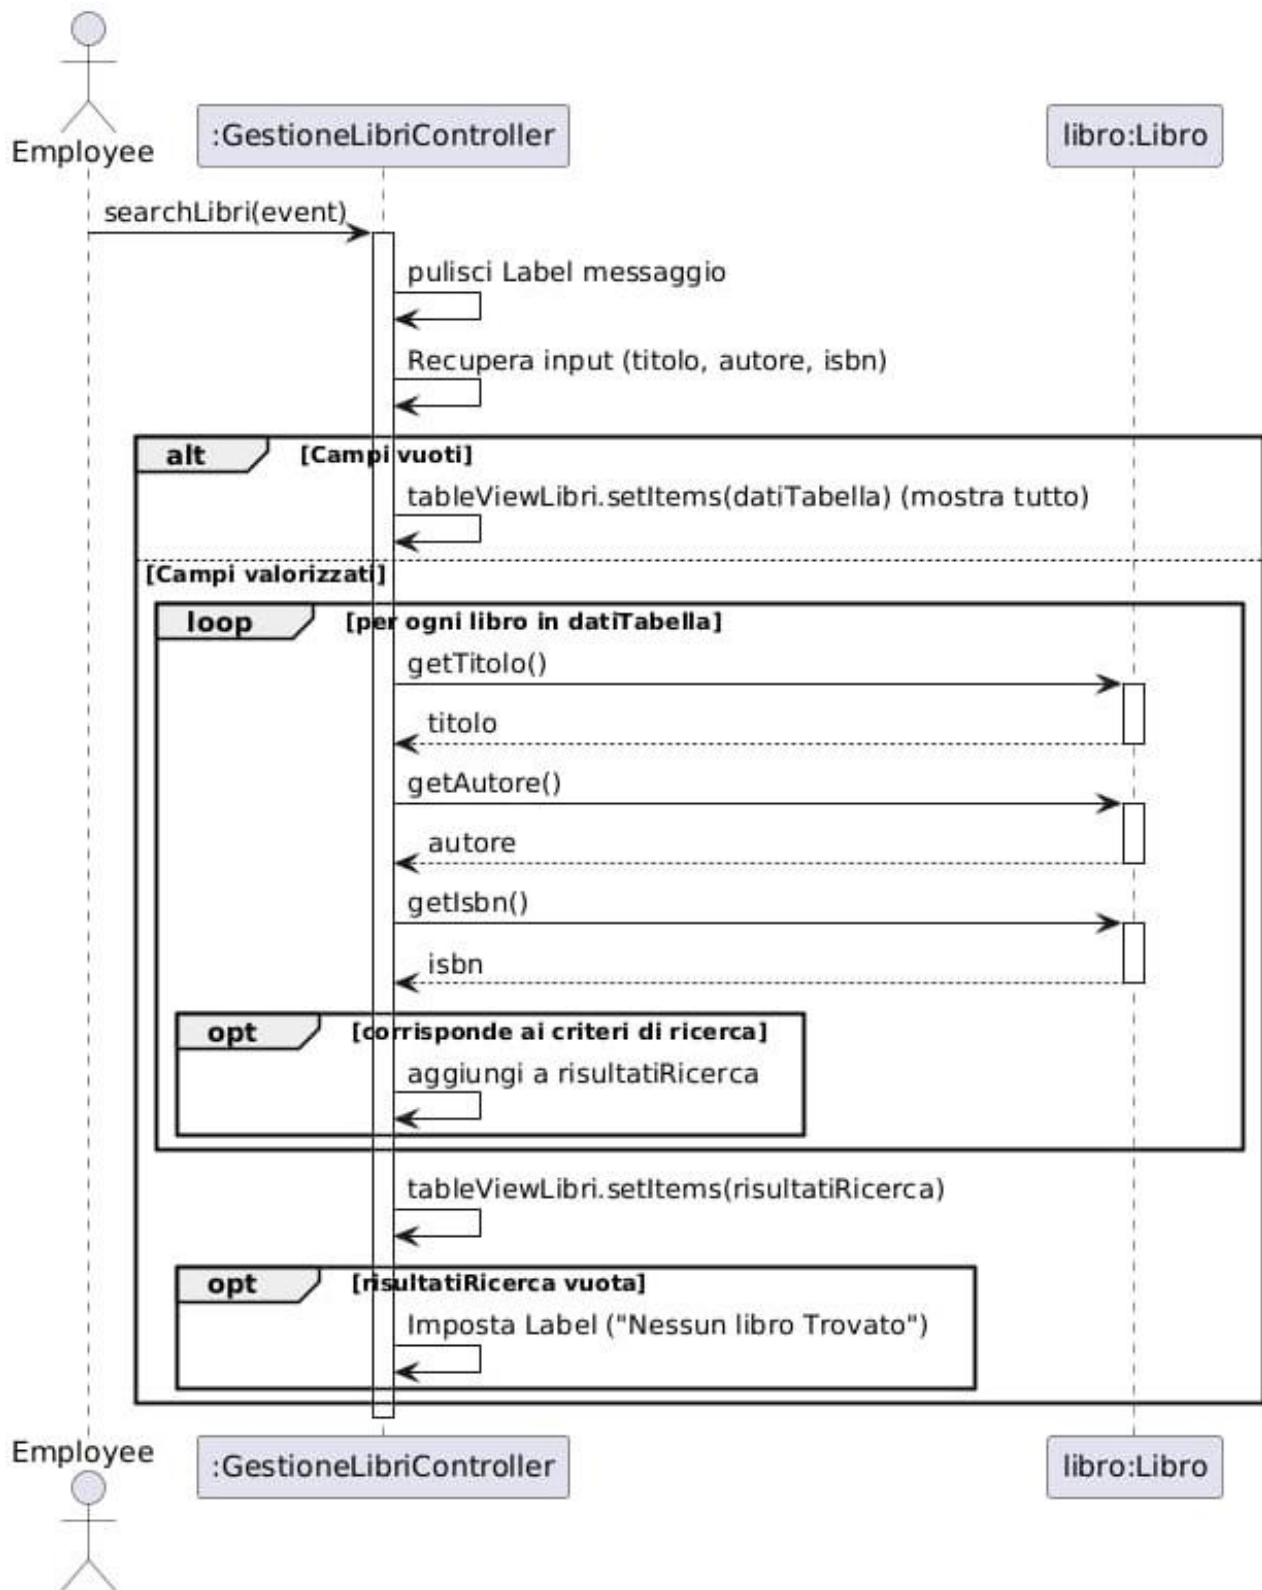 Employee
:GestioneLibriController
libro:Libro
searchLibri(event)
pulisci Label messaggio
Recupera input (titolo, autore, isbn)
alt [Campi vuoti]
tableViewLibri.setItems(datiTabella) (mostra tutto)
[Campi valorizzati]
loop [per ogni libro in datiTabella]
getTitolo()
titolo
getAutore()
autore
getIsbn()
isbn
opt [corrisponde ai criteri di ricerca]
aggiungi a risultatiRicerca
tableViewLibri.setItems(risultatiRicerca)
opt [risultatiRicerca vuota]
Imposta Label ("Nessun libro Trovato")
Employee
:GestioneLibriController
libro:Libro